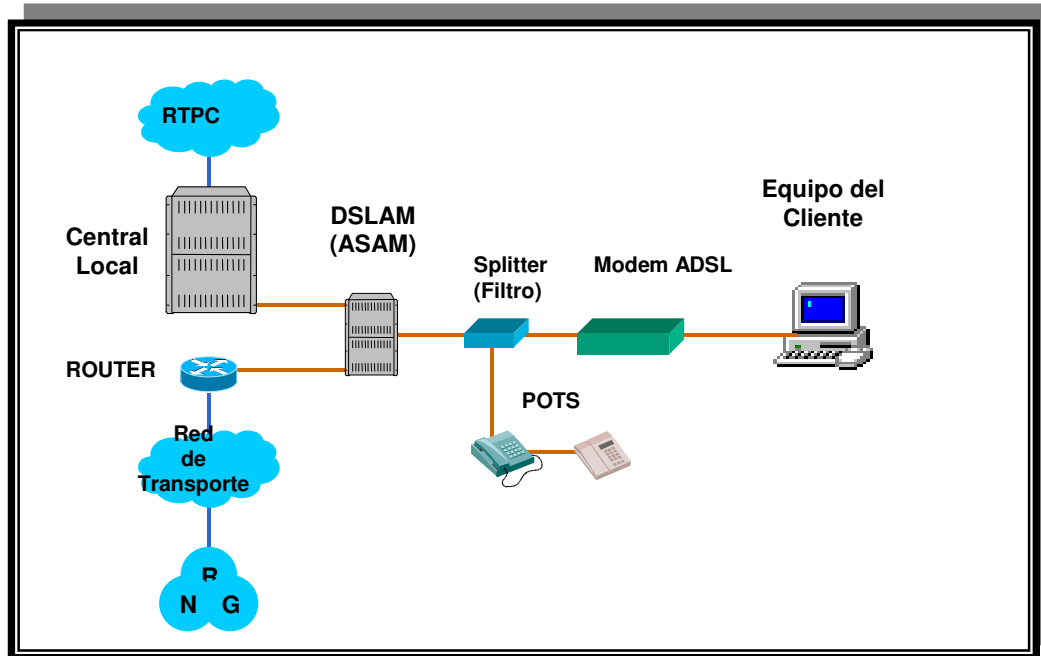 RTPC
Equipo del
Cliente
DSLAM
(ASAM)
Central
Local
Splitter
(Filtro)
Modem ADSL
ROUTER
POTS
Red
de
Transporte
R
N G